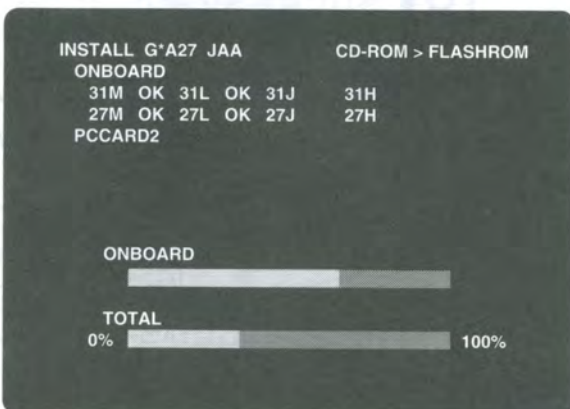 INSTALL G*A27 JAA CD-ROM > FLASHROM
ONBOARD
31M OK 31L OK 31J 31H
27M OK 27L OK 27J 27H
PCCARD2
ONBOARD
TOTAL
0% 100%